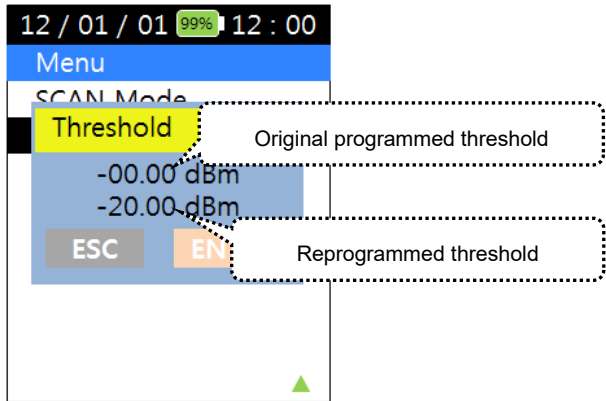 12 / 01 / 01 99% 12 : 00
Menu
SCAN Mode
Threshold
Original programmed threshold
-00.00 dBm
-20.00 dBm
ESC
EN
Reprogrammed threshold